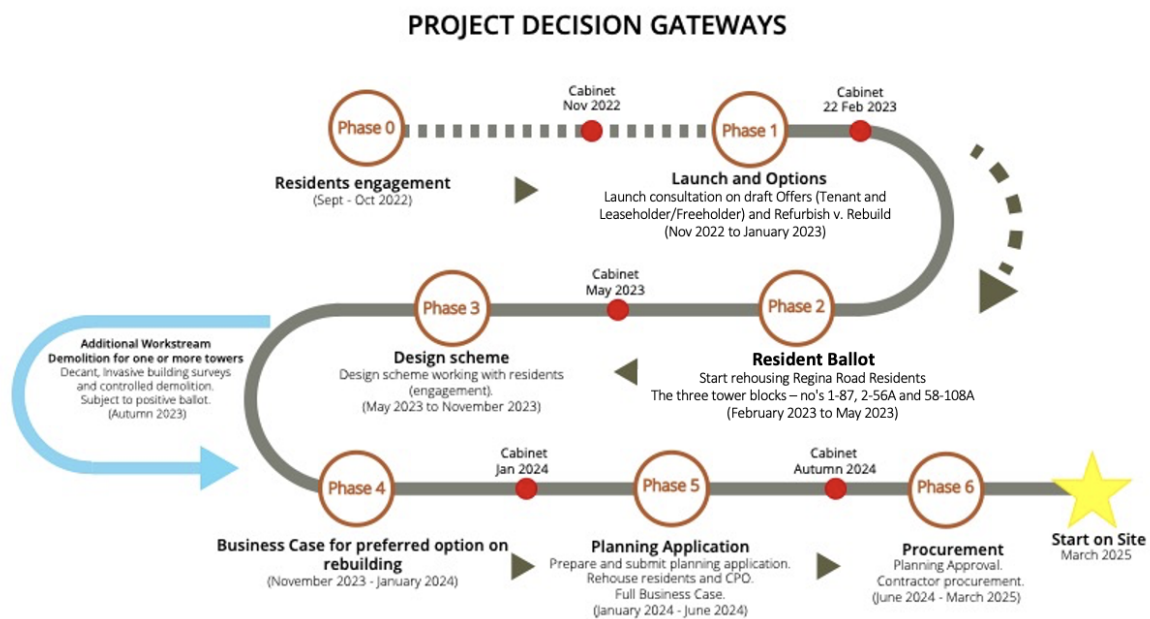 PROJECT DECISION GATEWAYS
Cabinet
Nov 2022
Cabinet
22 Feb 2023
Phase 0
Phase 1
Residents engagement
(Sept - Oct 2022)
Launch and Options
Launch consultation on draft Offers (Tenant and
Leaseholder/Freeholder) and Refurbish v. Rebuild
(Nov 2022 to January 2023)
Cabinet
May 2023
Phase 3
Phase 2
Additional Workstream
Demolition for one or more towers
Decant, Invasive building surveys
and controlled demolition.
Subject to positive ballot.
(Autumn 2023)
Design scheme
Design scheme working with residents
(engagement).
(May 2023 to November 2023)
Resident Ballot
Start rehousing Regina Road Residents
The three tower blocks – no's 1-87, 2-56A and 58-108A
(February 2023 to May 2023)
Cabinet
Jan 2024
Cabinet
Autumn 2024
Phase 4
Phase 5
Phase 6
Business Case for preferred option on
rebuilding
(November 2023 - January 2024)
Planning Application
Prepare and submit planning application.
Rehouse residents and CPO.
Full Business Case.
(January 2024 - June 2024)
Procurement
Planning Approval.
Contractor procurement.
(June 2024 - March 2025)
Start on Site
March 2025